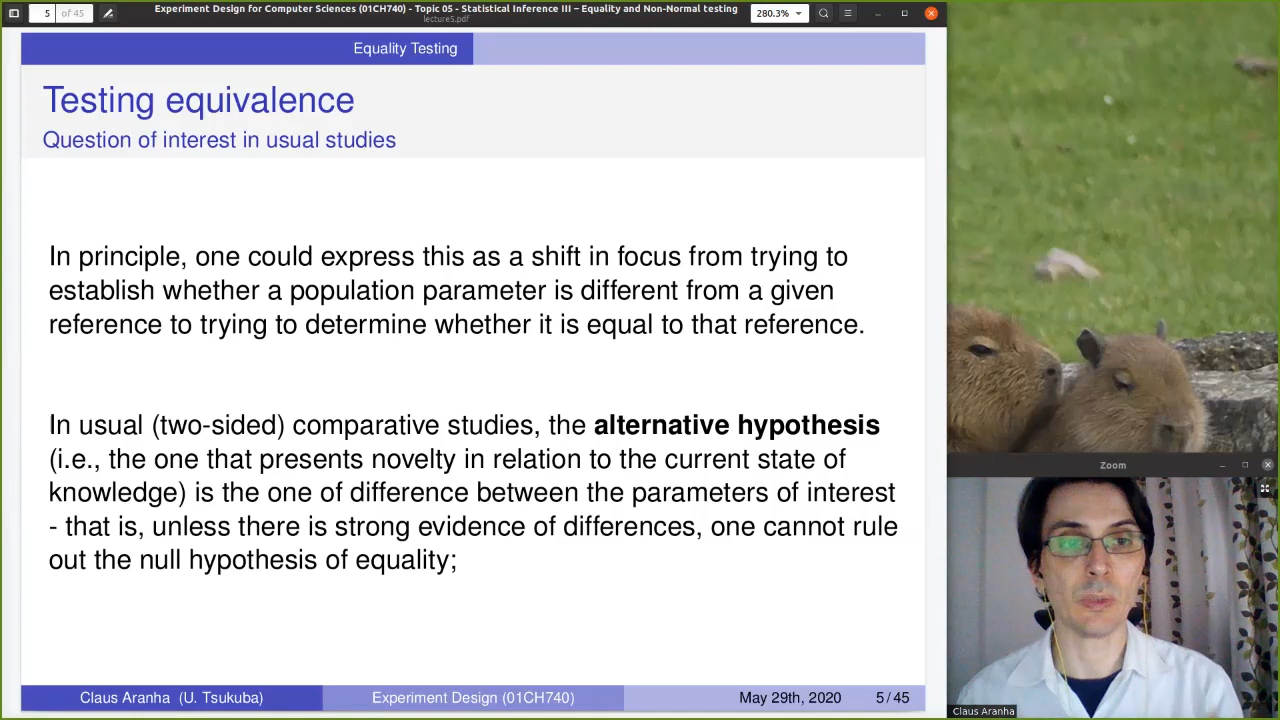 5 of 45
Experiment Design for Computer Sciences (01CH740) - Topic 05 - Statistical Inference III – Equality and Non-Normal testing
lecture5.pdf
280.3%
Equality Testing
Testing equivalence
Question of interest in usual studies
In principle, one could express this as a shift in focus from trying to
establish whether a population parameter is different from a given
reference to trying to determine whether it is equal to that reference.
In usual (two-sided) comparative studies, the alternative hypothesis
(i.e., the one that presents novelty in relation to the current state of
knowledge) is the one of difference between the parameters of interest
- that is, unless there is strong evidence of differences, one cannot rule
out the null hypothesis of equality;
Claus Aranha (U. Tsukuba)
Experiment Design (01CH740)
May 29th, 2020
5 / 45
Zoom
Claus Aranha